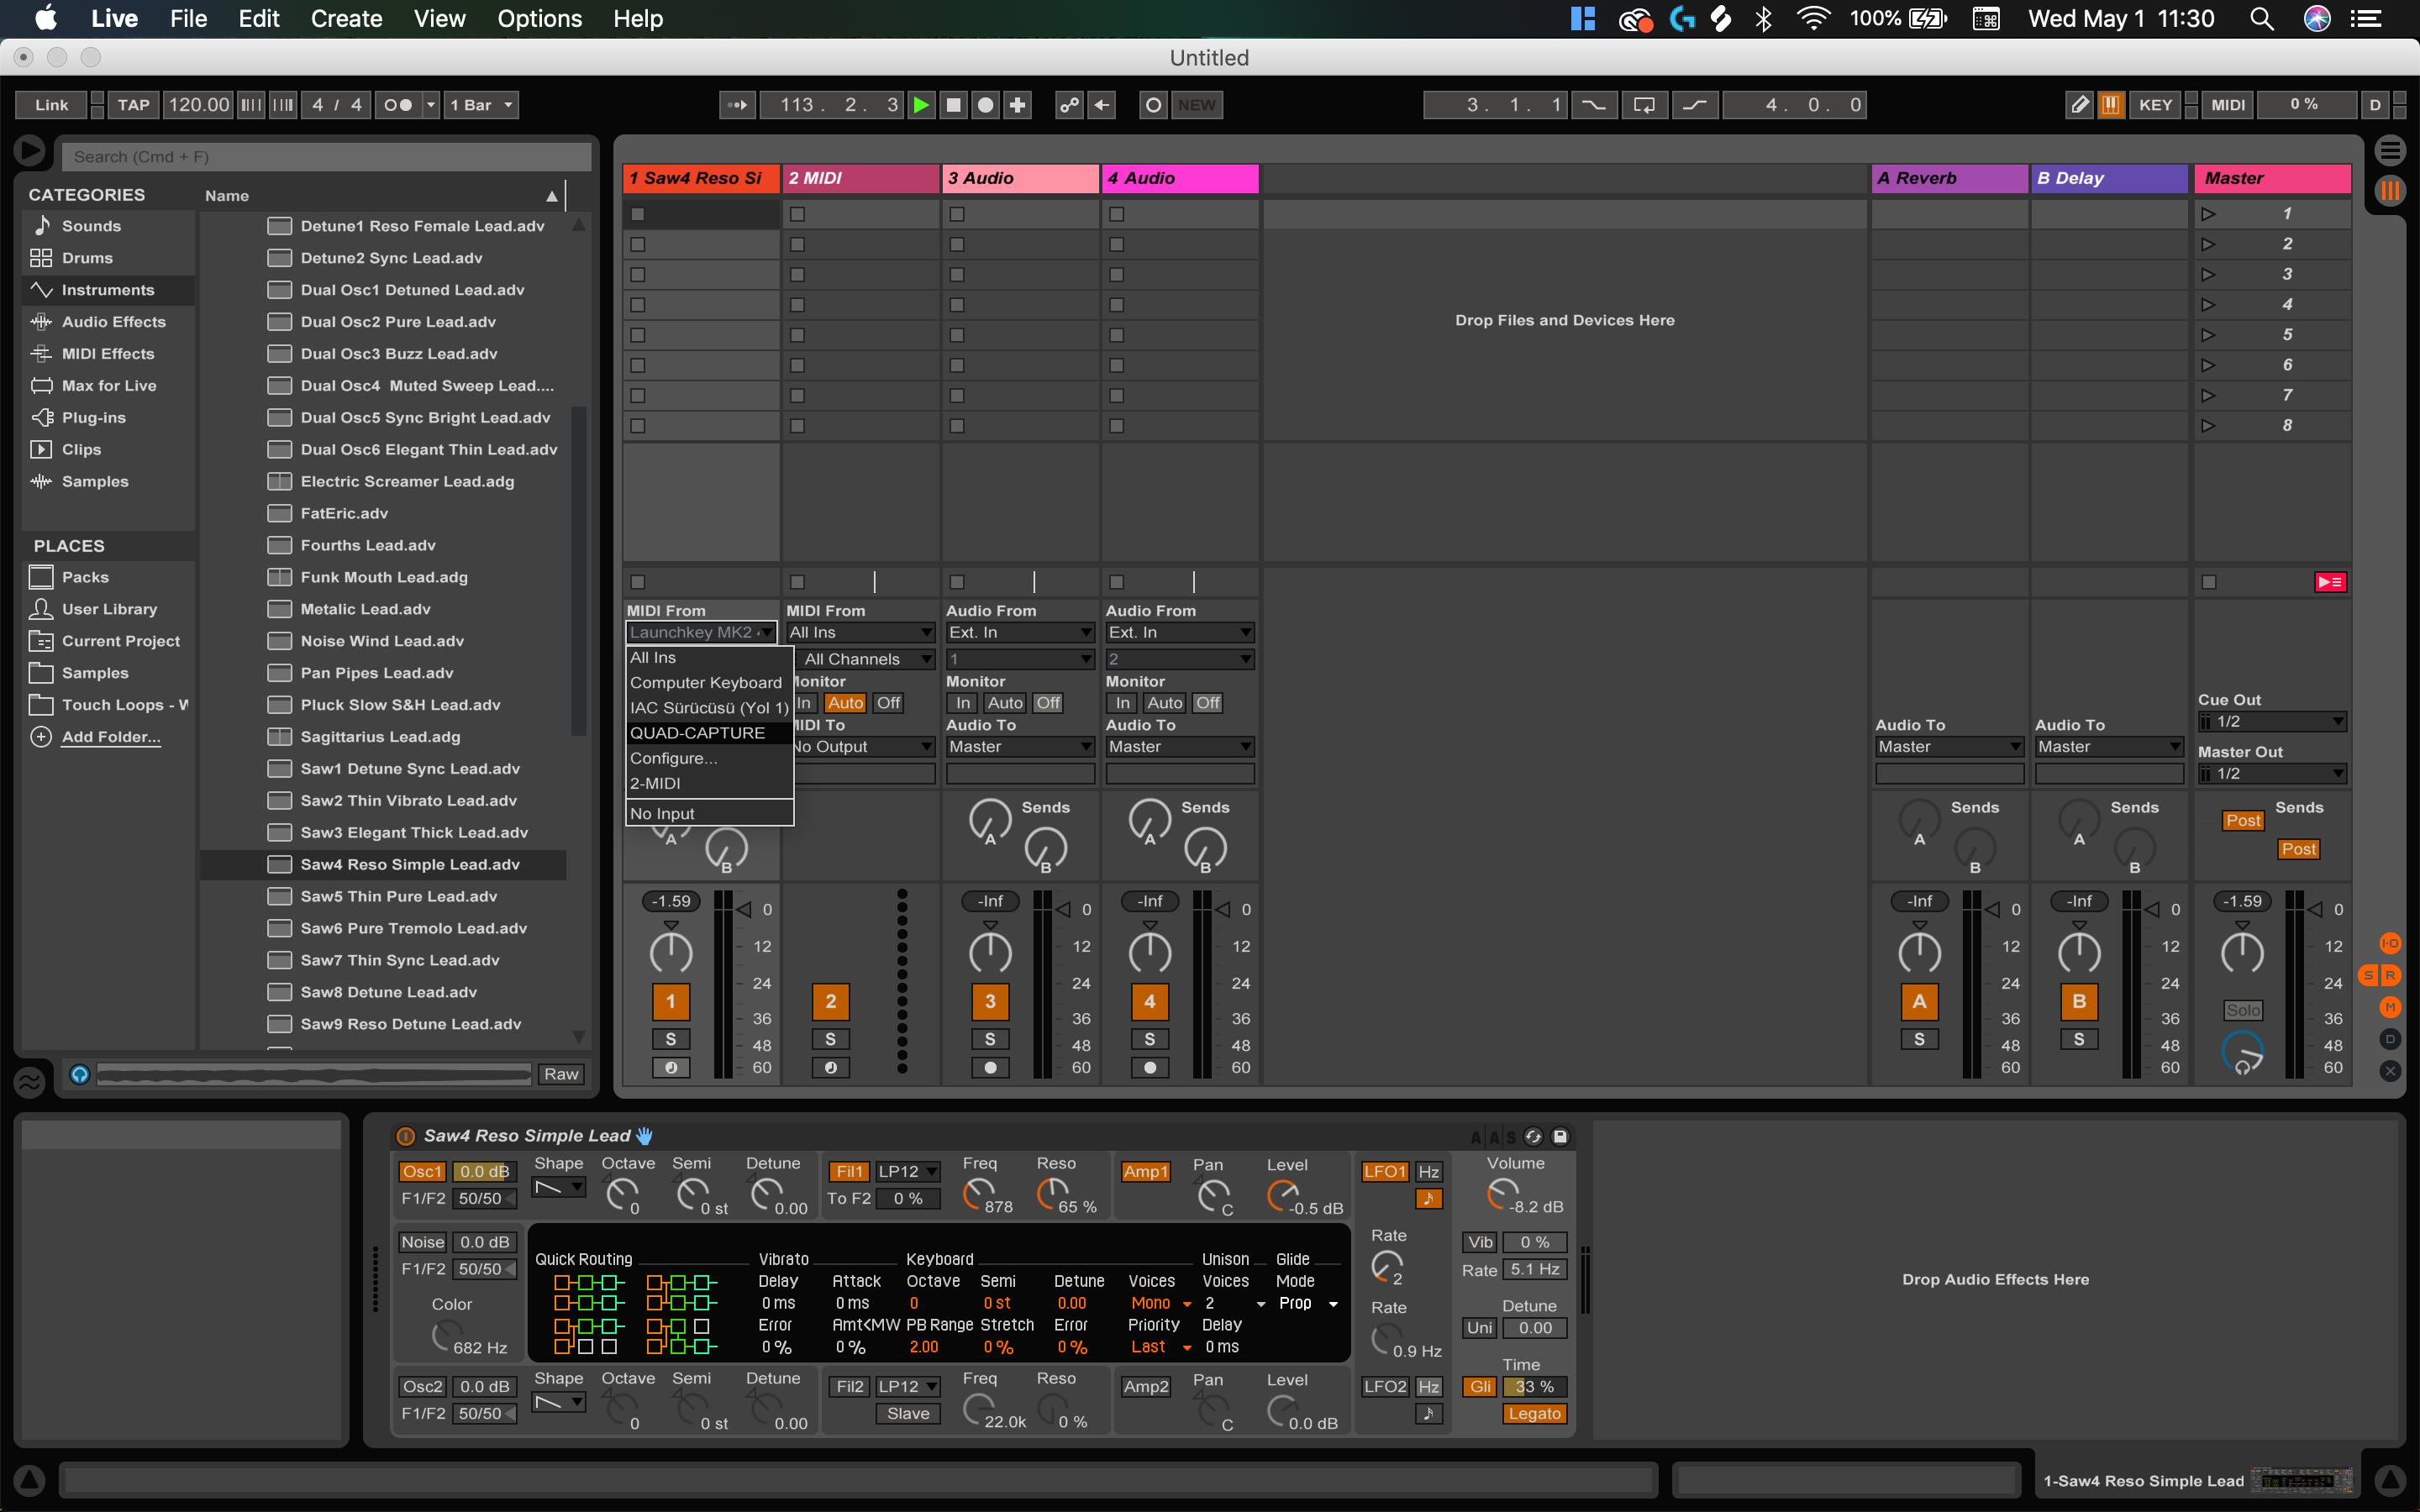 Live File Edit Create View Options Help 100% Wed May 1 11:30
Untitled
Link TAP 120.00 4 / 4 1 Bar 113. 2. 3 NEW 3. 1. 1 4. 0. 0 KEY MIDI 0 % D
Search (Cmd + F)
CATEGORIES
Sounds
Drums
Instruments
Audio Effects
MIDI Effects
Max for Live
Plug-ins
Clips
Samples
PLACES
Packs
User Library
Current Project
Samples
Touch Loops - W
Add Folder...
Name
Detune1 Reso Female Lead.adv
Detune2 Sync Lead.adv
Dual Osc1 Detuned Lead.adv
Dual Osc2 Pure Lead.adv
Dual Osc3 Buzz Lead.adv
Dual Osc4 Muted Sweep Lead....
Dual Osc5 Sync Bright Lead.adv
Dual Osc6 Elegant Thin Lead.adv
Electric Screamer Lead.adg
FatEric.adv
Fourths Lead.adv
Funk Mouth Lead.adg
Metalic Lead.adv
Noise Wind Lead.adv
Pan Pipes Lead.adv
Pluck Slow S&H Lead.adv
Sagittarius Lead.adg
Saw1 Detune Sync Lead.adv
Saw2 Thin Vibrato Lead.adv
Saw3 Elegant Thick Lead.adv
Saw4 Reso Simple Lead.adv
Saw5 Thin Pure Lead.adv
Saw6 Pure Tremolo Lead.adv
Saw7 Thin Sync Lead.adv
Saw8 Detune Lead.adv
Saw9 Reso Detune Lead.adv
Raw
1 Saw4 Reso Si 2 MIDI 3 Audio 4 Audio A Reverb B Delay Master
1
2
3
4
5
6
7
8
Drop Files and Devices Here
MIDI From MIDI From Audio From Audio From
Launchkey MK2 All Ins Ext. In Ext. In
All Ins
Computer Keyboard
IAC Sürücüsü (Yol 1)
QUAD-CAPTURE
Configure...
2-MIDI
No Input
All Channels 1 2
Monitor Monitor Monitor
In Auto Off In Auto Off In Auto Off
MIDI To Audio To Audio To Audio To Audio To
No Output Master Master Master Master
Cue Out
1/2
Master Out
1/2
Sends Sends Sends Sends Sends
A A A A A Post
B B B B B Post
-1.59 -Inf -Inf -Inf -Inf -1.59
0 0 0 0 0 0
12 12 12 12 12 12
24 24 24 24 24 24
1 2 3 4 A B Solo
36 36 36 36 36 36
S S S S S S
48 48 48 48 48 48
60 60 60 60 60 60
I-O
S R
M
D
X
Saw4 Reso Simple Lead A A S
Osc1 0.0 dB Shape Octave Semi Detune Fil1 LP12 Freq Reso Amp1 Pan Level LFO1 Hz Volume
F1/F2 50/50 0 0 st 0.00 To F2 0 % 878 65 % C -0.5 dB -8.2 dB
Noise 0.0 dB
F1/F2 50/50
Color
682 Hz
Quick Routing Vibrato Keyboard Unison Glide
Delay Attack Octave Semi Detune Voices Voices Mode
0 ms 0 ms 0 0 st 0.00 Mono 2 Prop
Error Amt<MW PB Range Stretch Error Priority Delay
0 % 0 % 2.00 0 % 0 % Last 0 ms
Rate
2
Rate
0.9 Hz
Vib 0 %
Rate 5.1 Hz
Detune
Uni 0.00
Time
Gli 33 %
Legato
Osc2 0.0 dB Shape Octave Semi Detune Fil2 LP12 Freq Reso Amp2 Pan Level LFO2 Hz
F1/F2 50/50 0 0 st 0.00 Slave 22.0k 0 % C 0.0 dB
Drop Audio Effects Here
1-Saw4 Reso Simple Lead